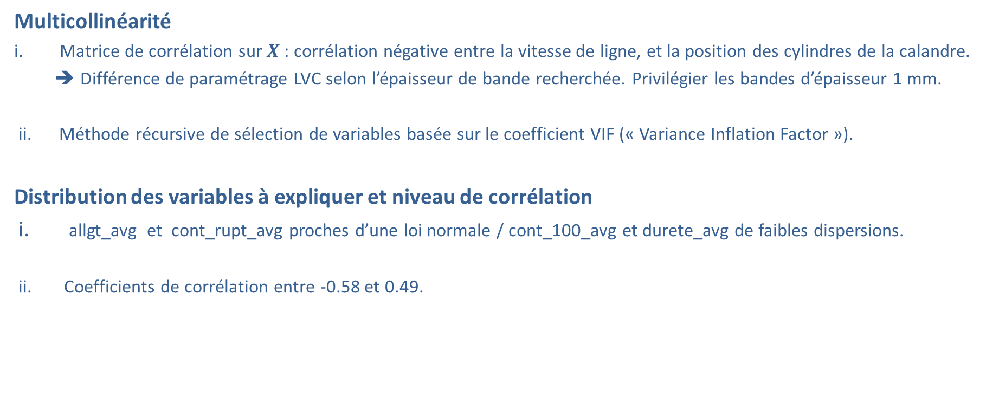 Multicollinéarité
i. Matrice de corrélation sur X : corrélation négative entre la vitesse de ligne, et la position des cylindres de la calandre.
➔ Différence de paramétrage LVC selon l’épaisseur de bande recherchée. Privilégier les bandes d’épaisseur 1 mm.
ii. Méthode récursive de sélection de variables basée sur le coefficient VIF (« Variance Inflation Factor »).
Distribution des variables à expliquer et niveau de corrélation
i. allgt_avg et cont_rupt_avg proches d’une loi normale / cont_100_avg et durete_avg de faibles dispersions.
ii. Coefficients de corrélation entre -0.58 et 0.49.